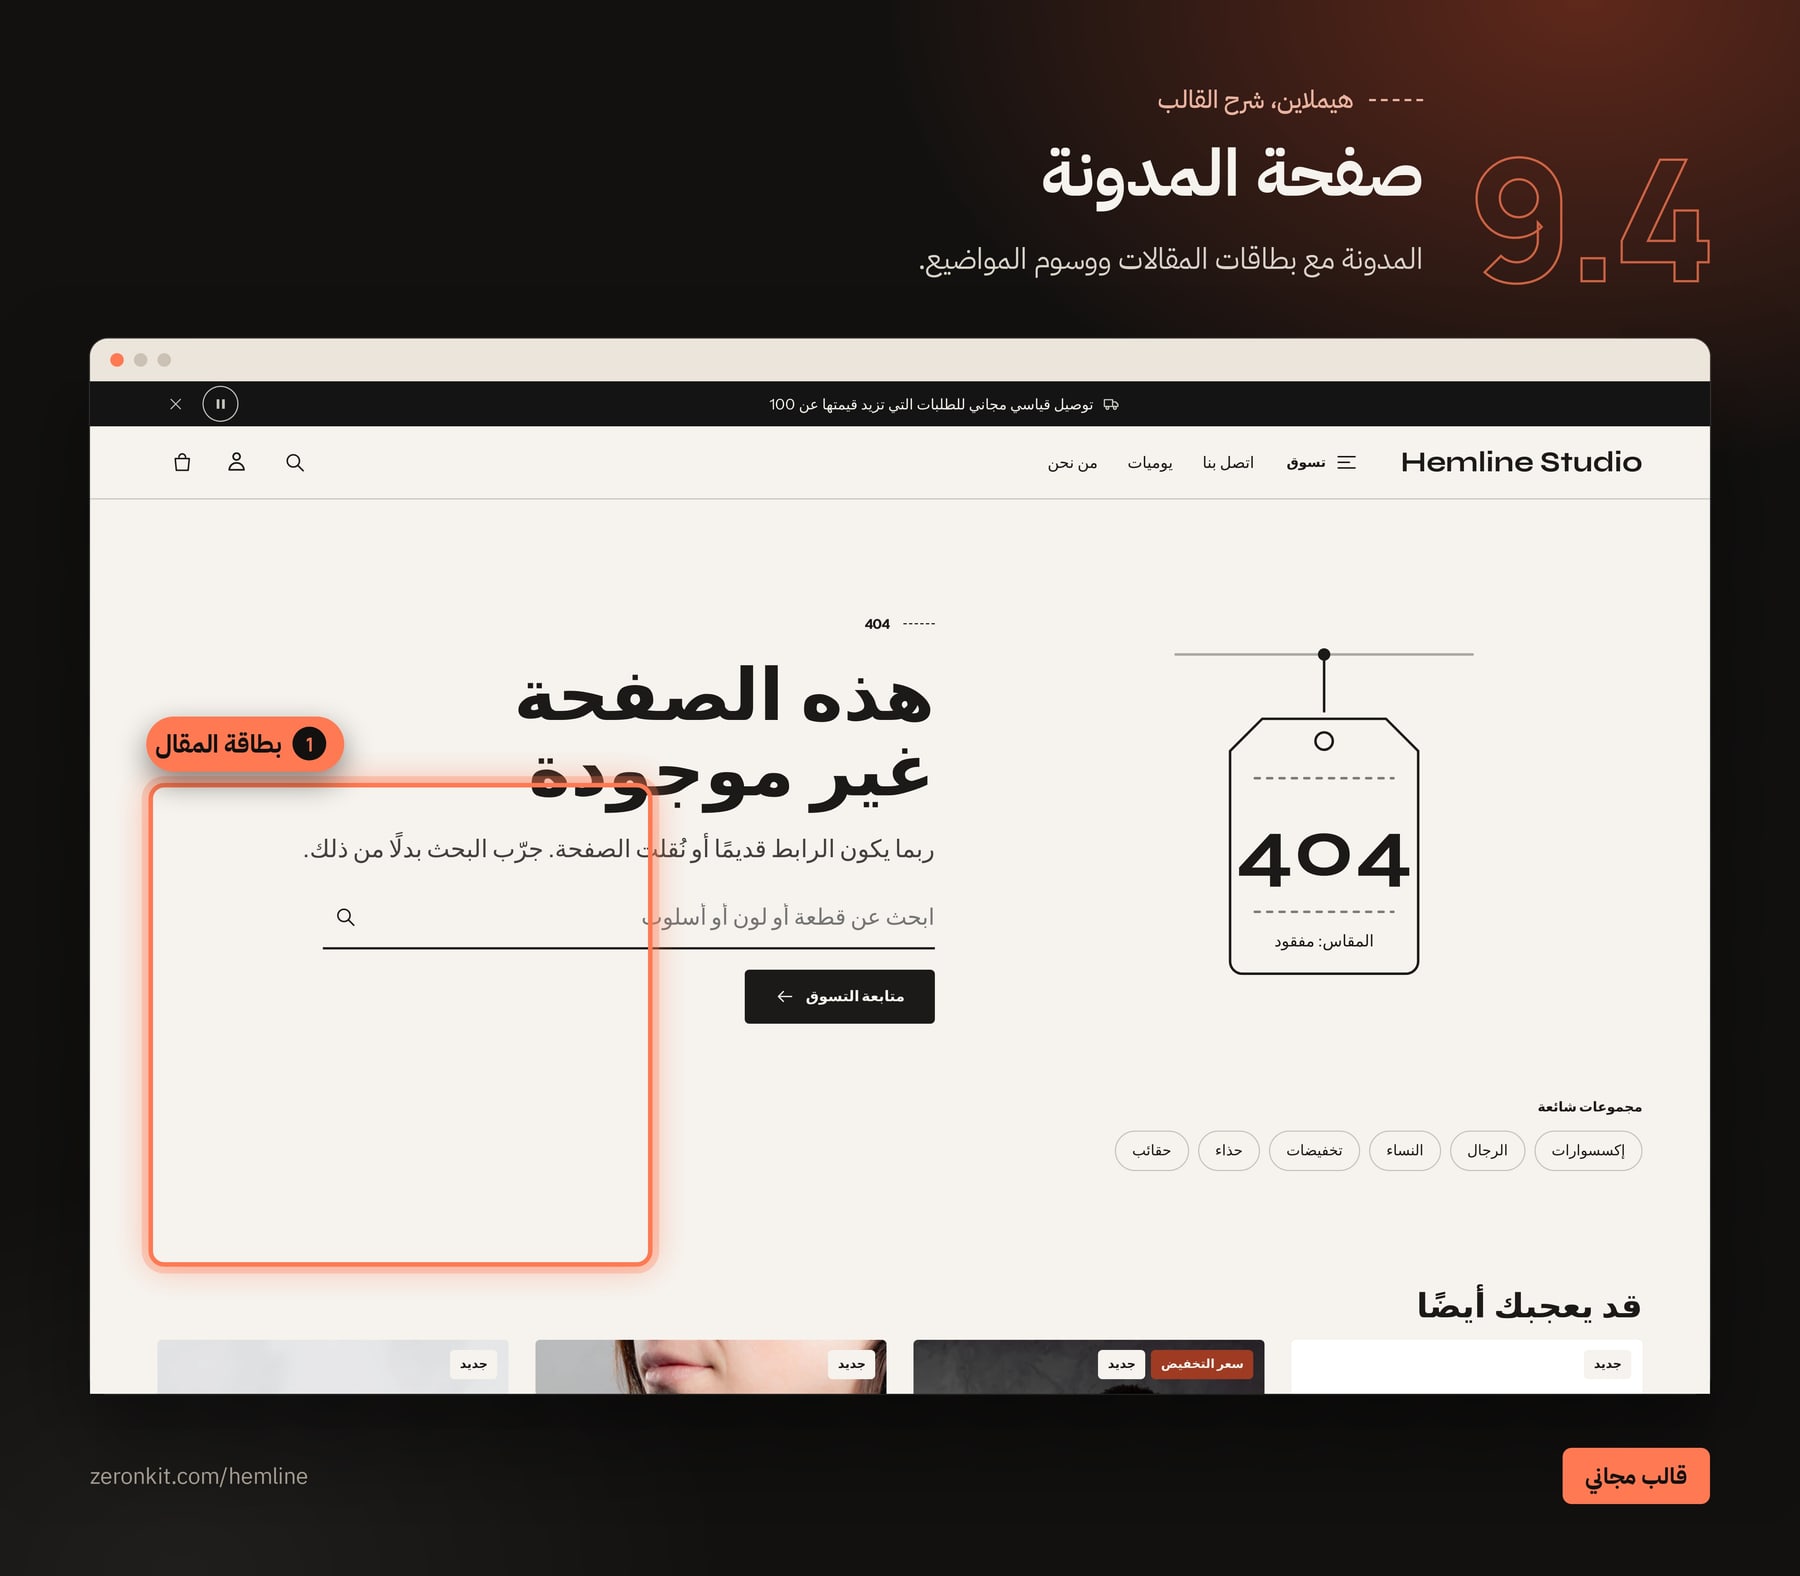 هيملاين، شرح القالب
9.4
صفحة المدونة
المدونة مع بطاقات المقالات ووسوم المواضيع.
توصيل قياسي مجاني للطلبات التي تزيد قيمتها عن 100
Hemline Studio
تسوق
اتصل بنا
يوميات
من نحن
404
هذه الصفحة
غير موجودة
ربما يكون الرابط قديمًا أو نُقلت الصفحة. جرّب البحث بدلًا من ذلك.
ابحث عن قطعة أو لون أو أسلوب
متابعة التسوق
404
المقاس: مفقود
1 بطاقة المقال
مجموعات شائعة
إكسسوارات
الرجال
النساء
تخفيضات
حذاء
حقائب
قد يعجبك أيضًا
جديد
سعر التخفيض
جديد
جديد
جديد
قالب مجاني
zeronkit.com/hemline